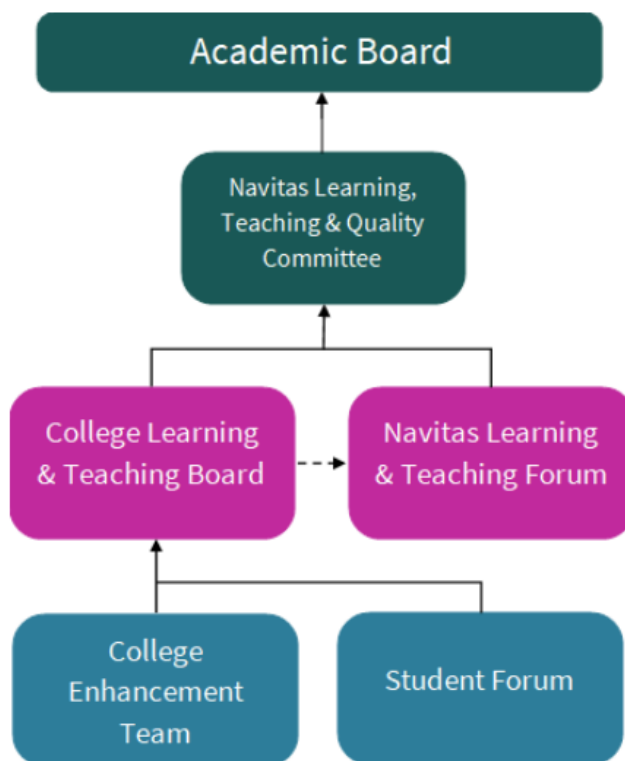 Academic Board
Navitas Learning,
Teaching & Quality
Committee
College Learning
& Teaching Board
Navitas Learning
& Teaching Forum
College
Enhancement
Team
Student Forum